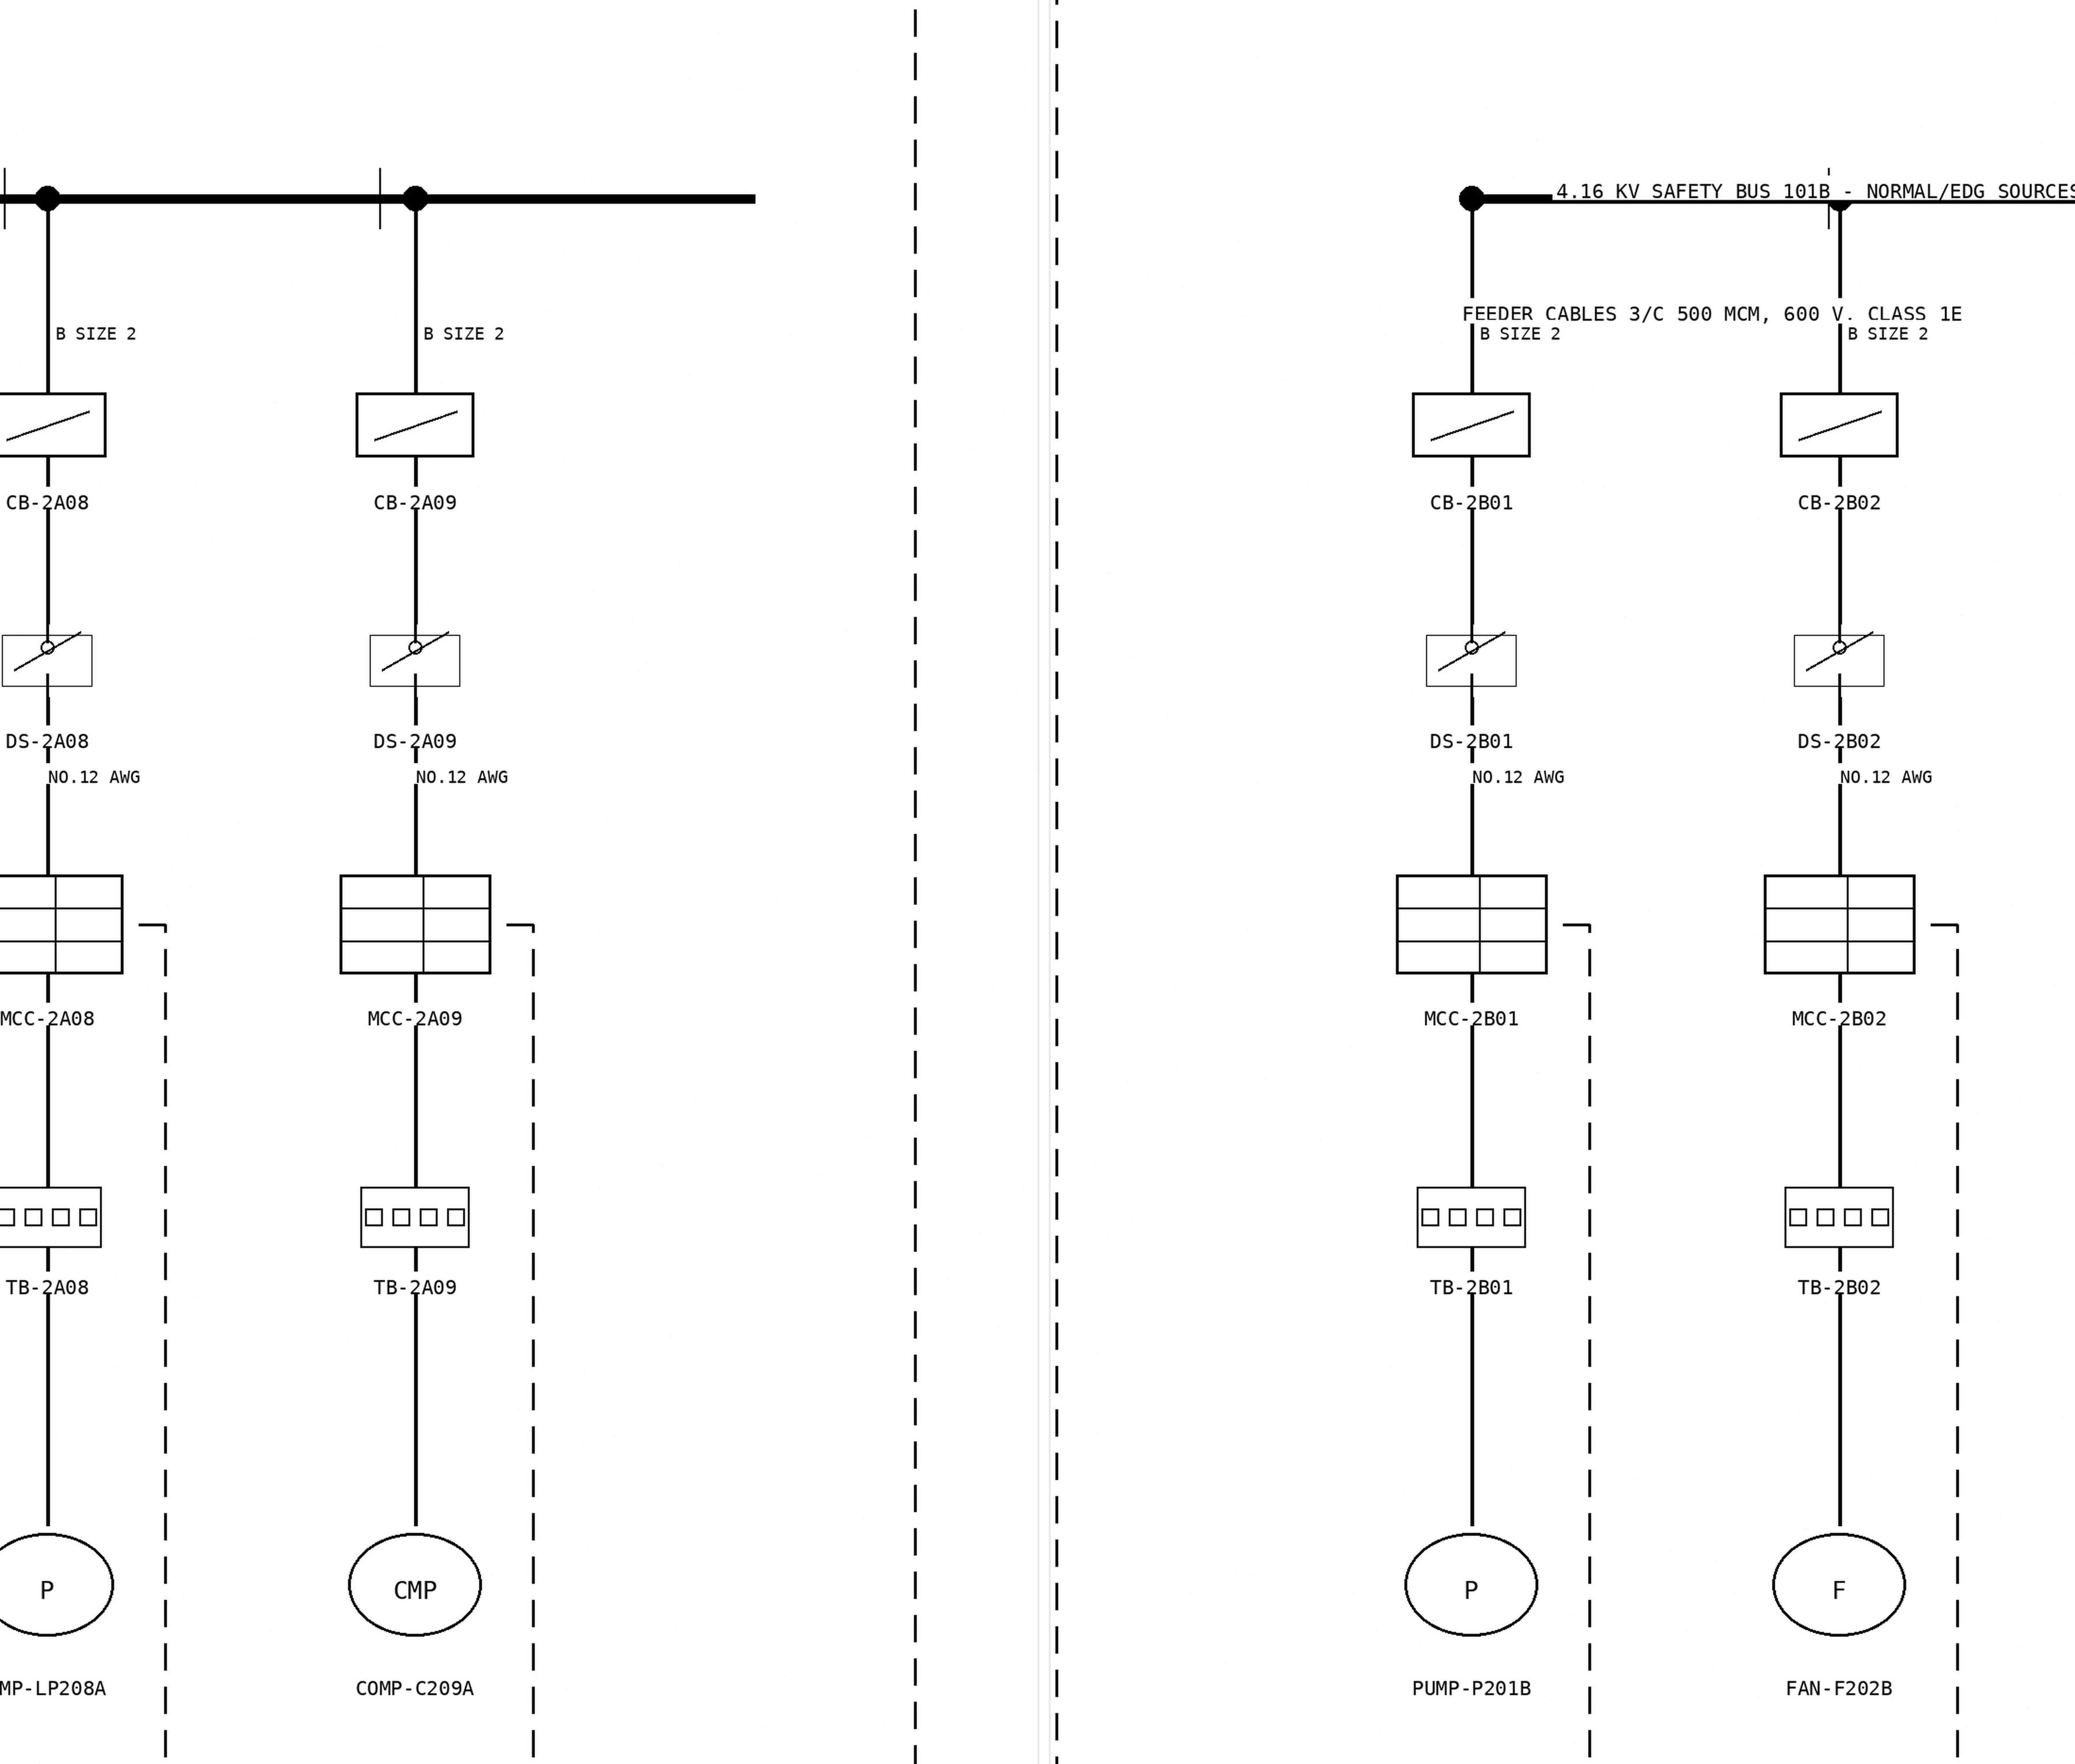 4.16 KV SAFETY BUS 101B - NORMAL/EDG SOURCES
FEEDER CABLES 3/C 500 MCM, 600 V. CLASS 1E
B SIZE 2
B SIZE 2
B SIZE 2
B SIZE 2
CB-2A08
CB-2A09
CB-2B01
CB-2B02
DS-2A08
DS-2A09
DS-2B01
DS-2B02
NO.12 AWG
NO.12 AWG
NO.12 AWG
NO.12 AWG
MCC-2A08
MCC-2A09
MCC-2B01
MCC-2B02
TB-2A08
TB-2A09
TB-2B01
TB-2B02
P
CMP
P
F
MP-LP208A
COMP-C209A
PUMP-P201B
FAN-F202B